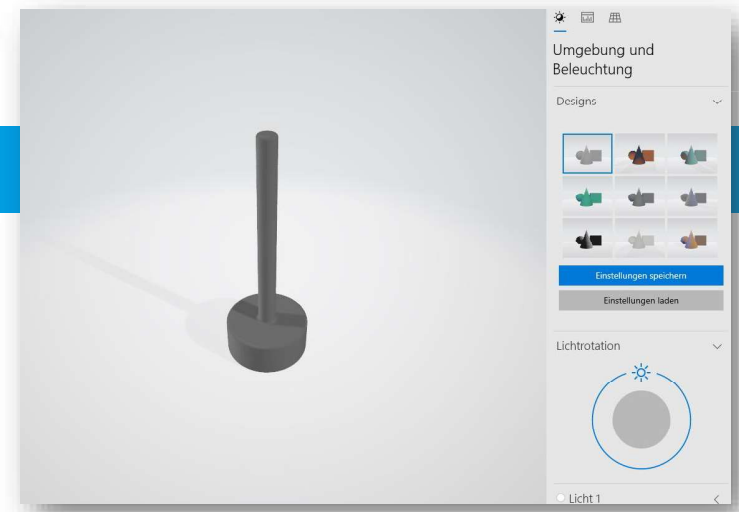 Umgebung und
Beleuchtung
Designs
Einstellungen speichern
Einstellungen laden
Lichtrotation
Licht 1